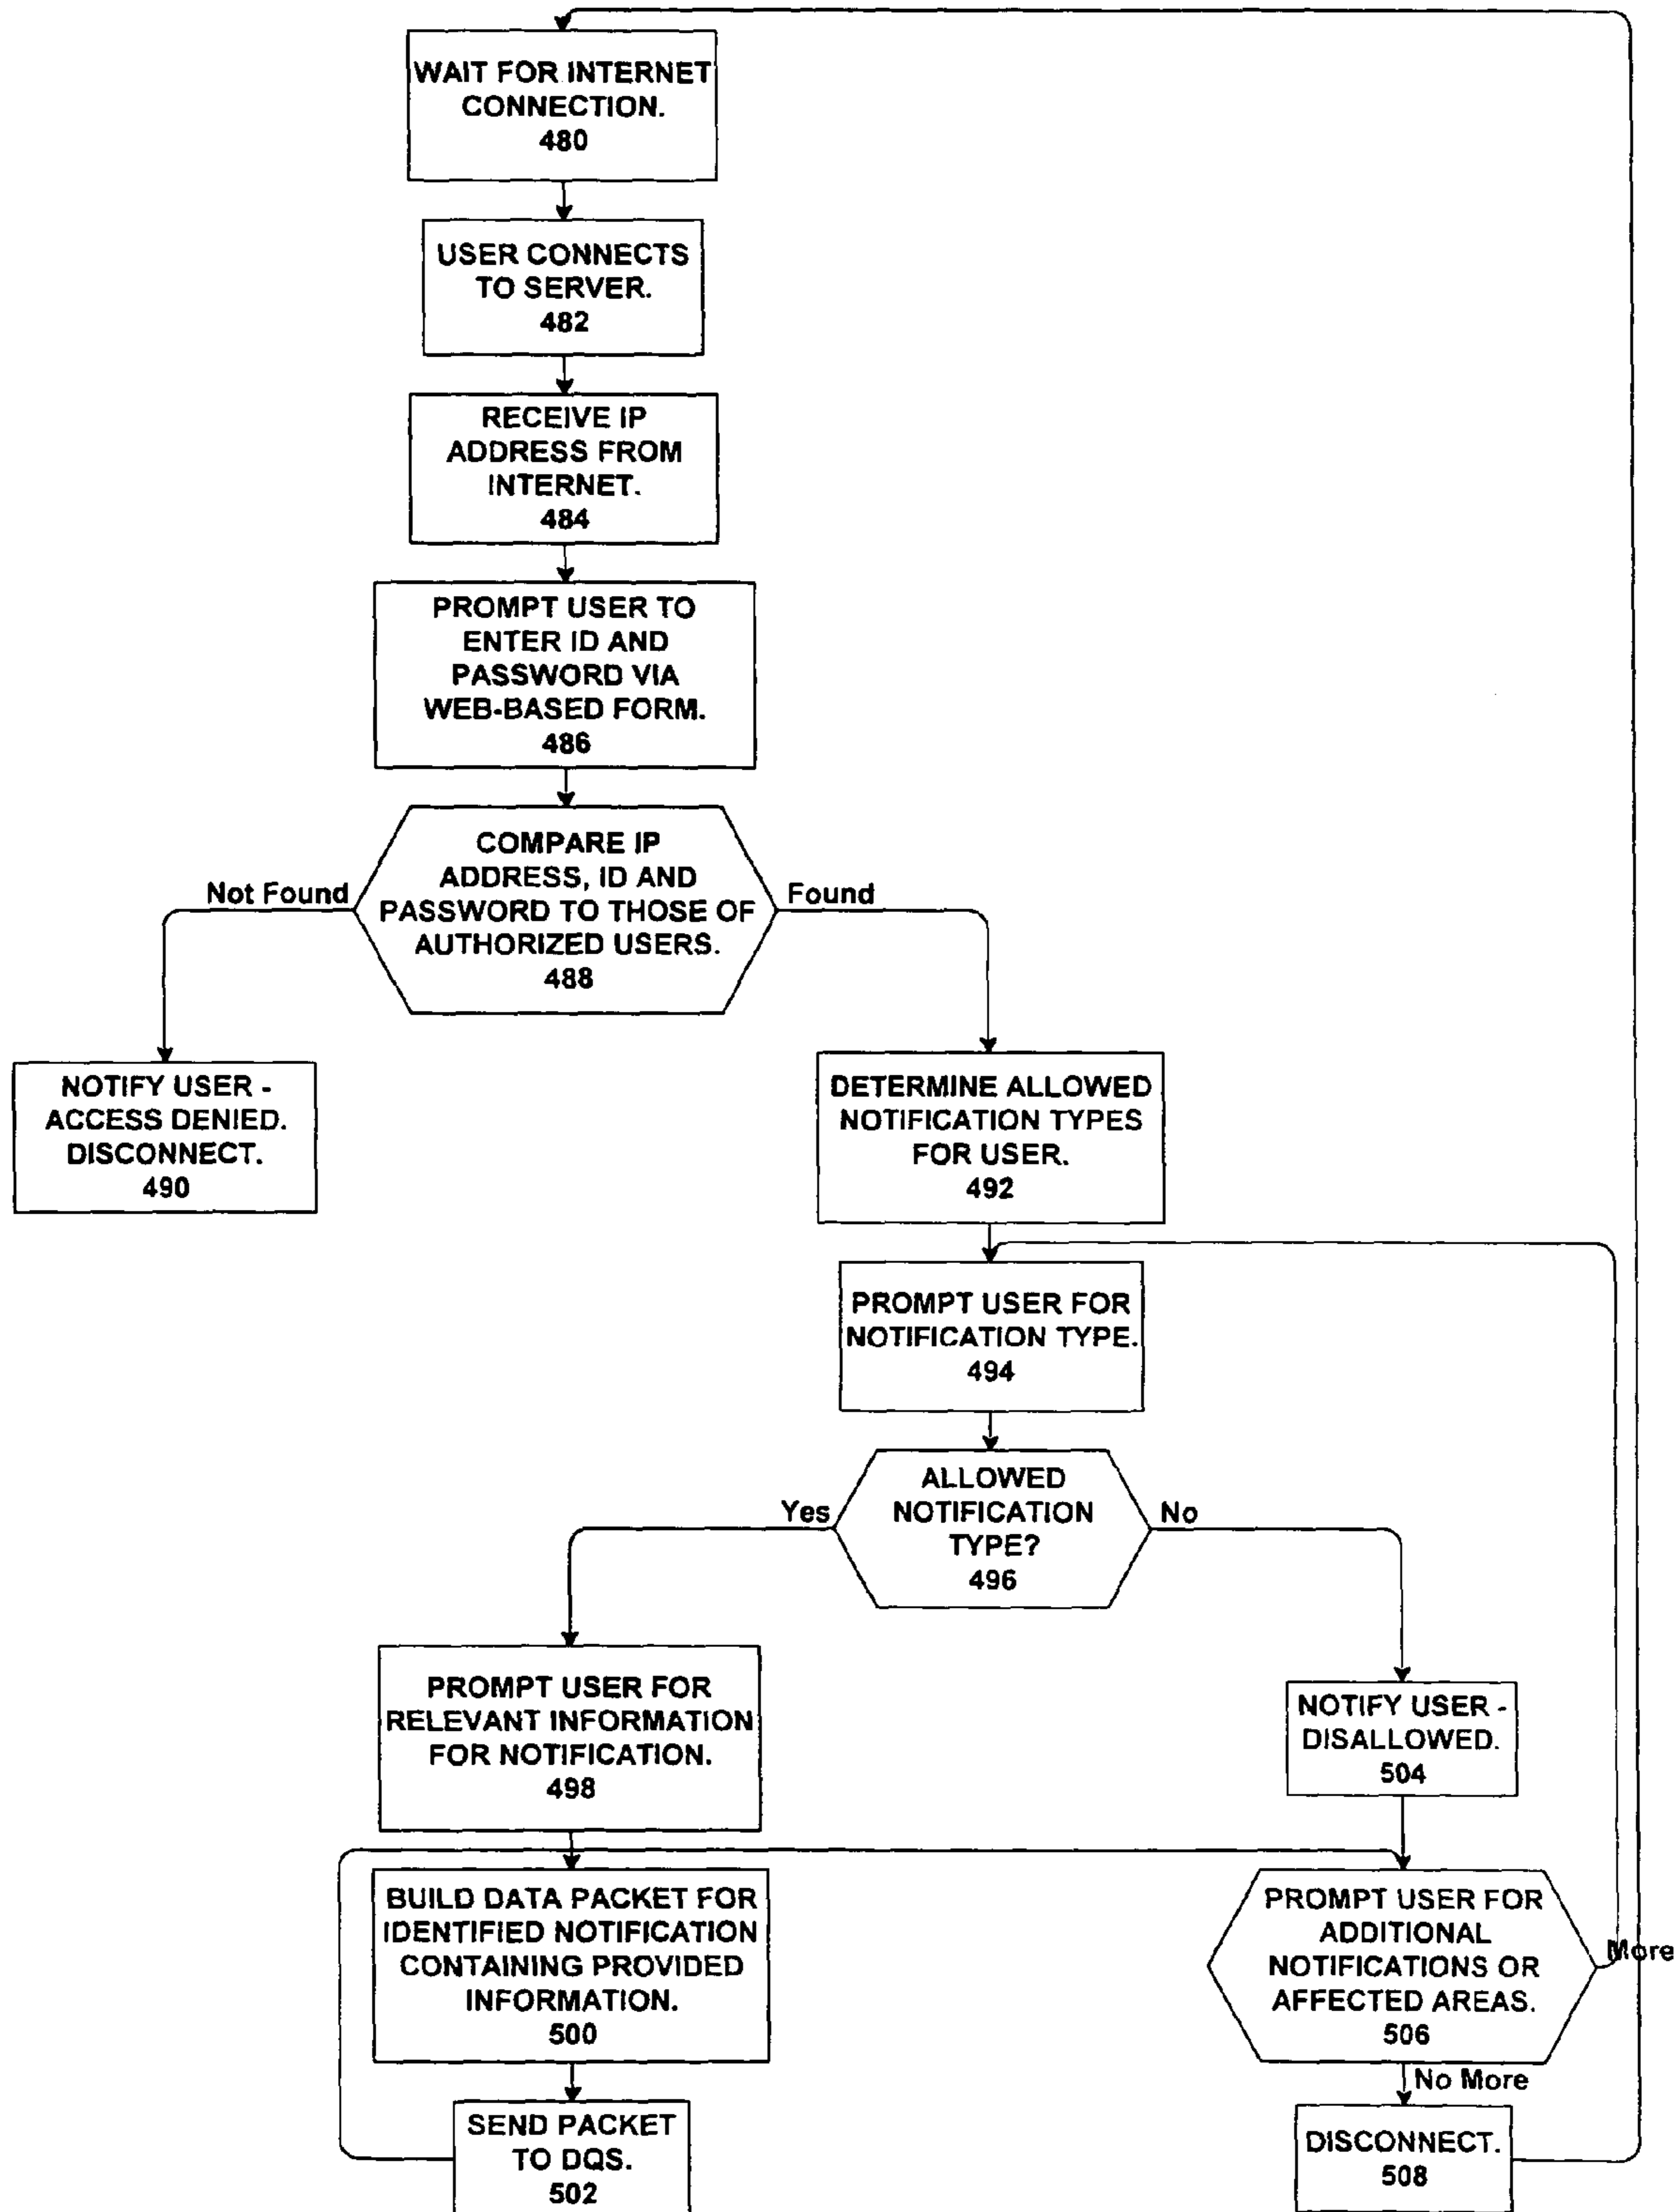 WAIT FOR INTERNET
CONNECTION.
480
USER CONNECTS
TO SERVER.
482
RECEIVE IP
ADDRESS FROM
INTERNET.
484
PROMPT USER TO
ENTER ID AND
PASSWORD VIA
WEB-BASED FORM.
486
COMPARE IP
ADDRESS, ID AND
PASSWORD TO THOSE OF
AUTHORIZED USERS.
488
Not Found
Found
NOTIFY USER -
ACCESS DENIED.
DISCONNECT.
490
DETERMINE ALLOWED
NOTIFICATION TYPES
FOR USER.
492
PROMPT USER FOR
NOTIFICATION TYPE.
494
ALLOWED
NOTIFICATION
TYPE?
496
Yes
No
PROMPT USER FOR
RELEVANT INFORMATION
FOR NOTIFICATION.
498
NOTIFY USER -
DISALLOWED.
504
BUILD DATA PACKET FOR
IDENTIFIED NOTIFICATION
CONTAINING PROVIDED
INFORMATION.
500
PROMPT USER FOR
ADDITIONAL
NOTIFICATIONS OR
AFFECTED AREAS.
506
More
No More
SEND PACKET
TO DQS.
502
DISCONNECT.
508